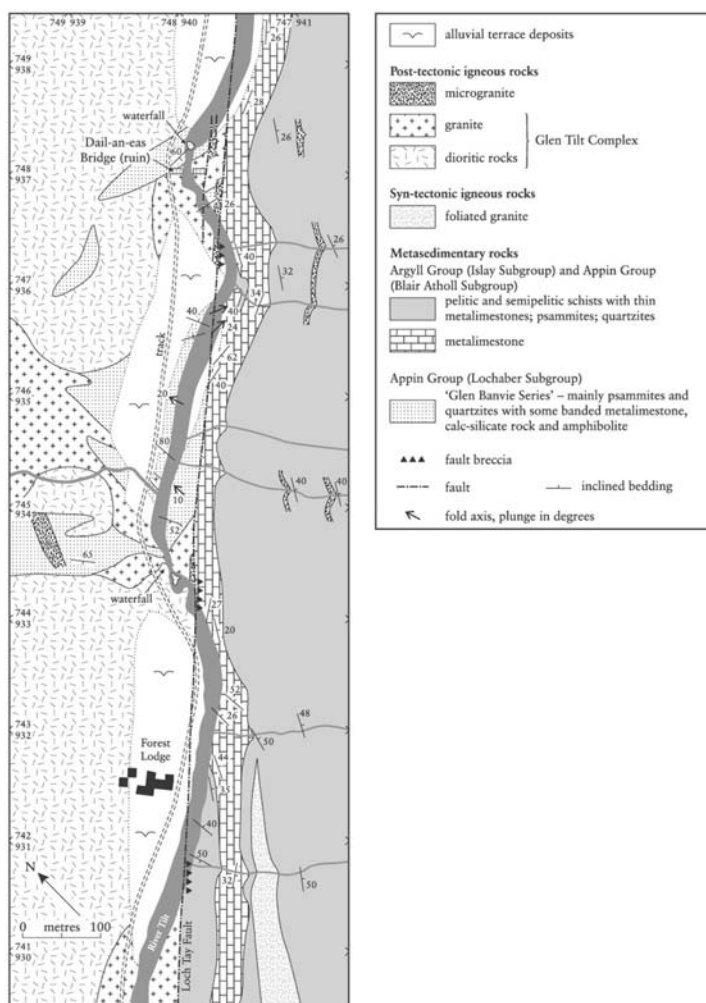 749 939
748 940
747 941
749
938
748
937
747
936
746
935
745
934
744
933
743
932
742
931
741
930
waterfall
Dail-an-eas
Bridge (ruin)
60
26
28
26
26
40
34
32
26
40
40
24
62
40
track
20
80
10
52
40
40
65
waterfall
27
20
52
26
48
50
44
35
40
50
32
50
Forest
Lodge
N
metres 100
0
River Tilt
Loch Tay Fault
alluvial terrace deposits
Post-tectonic igneous rocks
microgranite
granite
Glen Tilt Complex
dioritic rocks
Syn-tectonic igneous rocks
foliated granite
Metasedimentary rocks
Argyll Group (Islay Subgroup) and Appin Group
(Blair Atholl Subgroup)
pelitic and semipelitic schists with thin
metalimestones; psammites; quartzites
metalimestone
Appin Group (Lochaber Subgroup)
‘Glen Banvie Series’ – mainly psammites and
quartzites with some banded metalimestone,
calc-silicate rock and amphibolite
fault breccia
fault
inclined bedding
fold axis, plunge in degrees